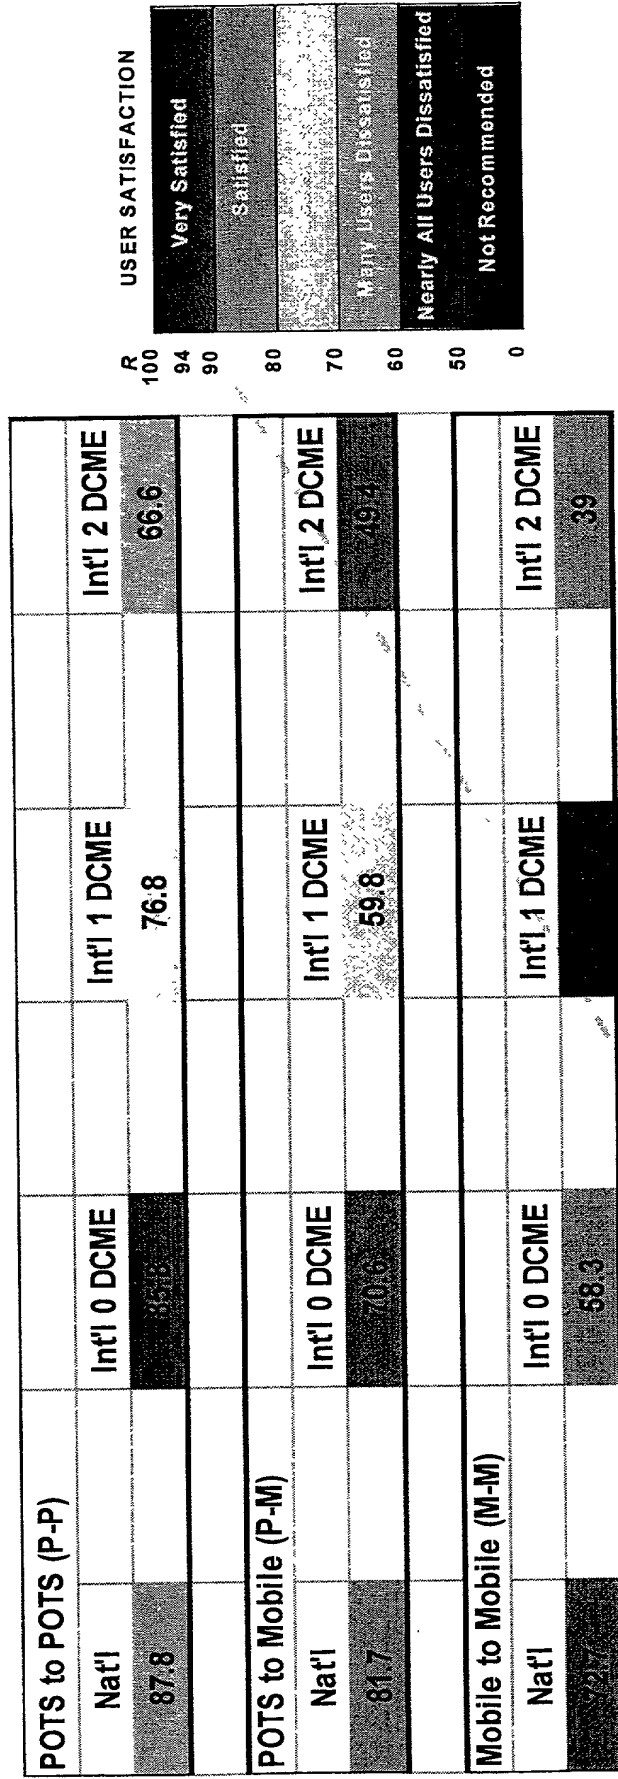 POTS to POTS (P-P)
Nat'l Int'l 0 DCME Int'l 1 DCME Int'l 2 DCME
87.8 76.8 66.6
POTS to Mobile (P-M)
Nat'l Int'l 0 DCME Int'l 1 DCME Int'l 2 DCME
81.7 70.6 59.8 49.4
Mobile to Mobile (M-M)
Nat'l Int'l 0 DCME Int'l 1 DCME Int'l 2 DCME
72.7 58.3 39
USER SATISFACTION
R
100
94
90
80
70
60
50
0
Very Satisfied
Satisfied
Many Users Dissatisfied
Nearly All Users Dissatisfied
Not Recommended